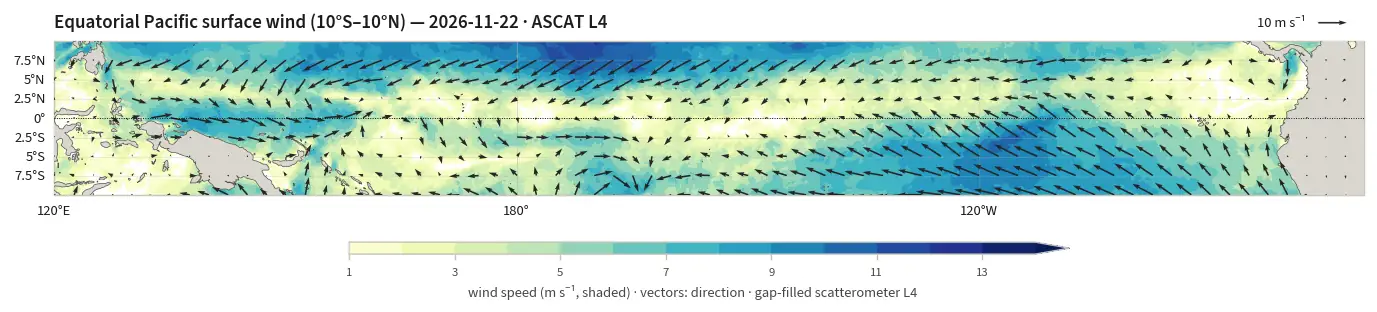 Equatorial Pacific surface wind (10°S–10°N) — 2026-11-22 · ASCAT L4
10 m s⁻¹
7.5°N
5°N
2.5°N
0°
2.5°S
5°S
7.5°S
120°E 180° 120°W
1 3 5 7 9 11 13
wind speed (m s⁻¹, shaded) · vectors: direction · gap-filled scatterometer L4